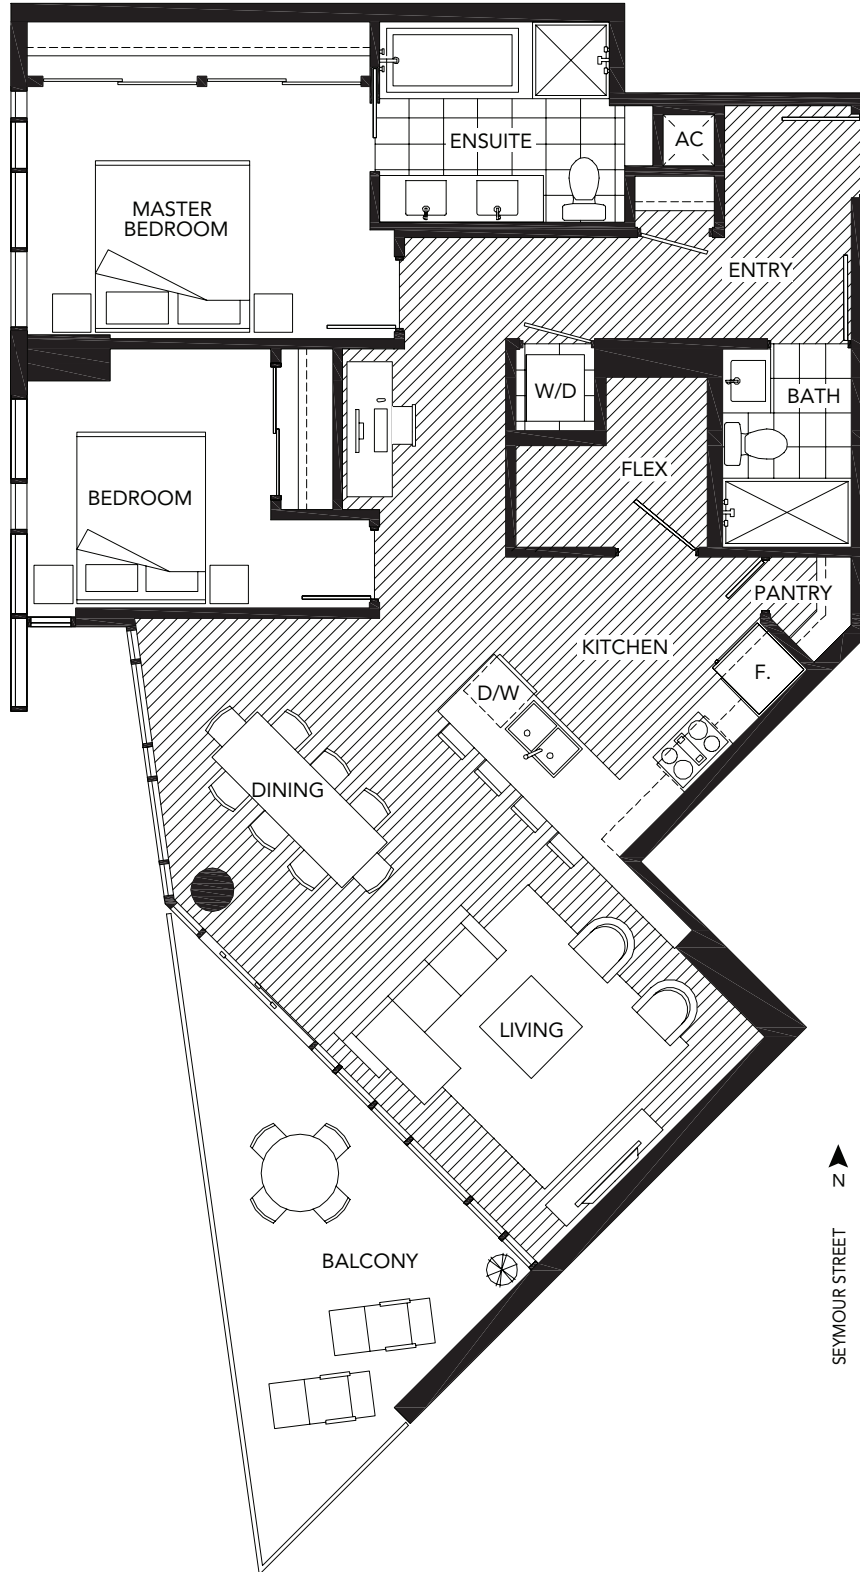 ENSUITE
AC
MASTER
BEDROOM
ENTRY
W/D
BATH
FLEX
BEDROOM
PANTRY
KITCHEN
F.
D/W
DINING
LIVING
N
SEYMOUR STREET
BALCONY